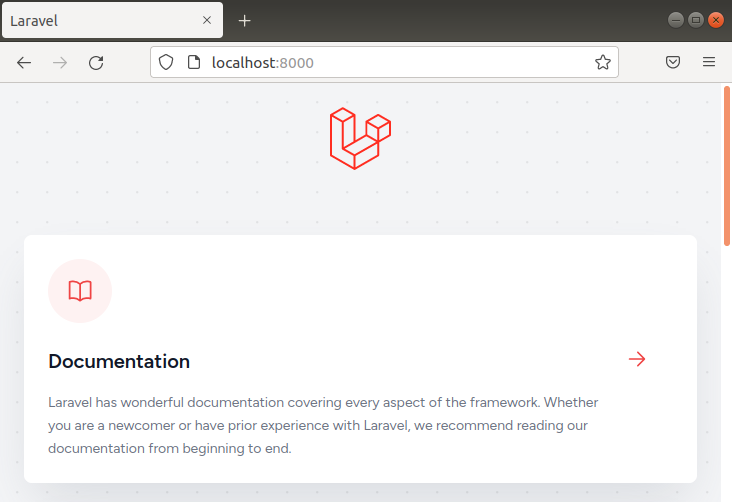 Laravel
localhost:8000
Documentation
Laravel has wonderful documentation covering every aspect of the framework. Whether
you are a newcomer or have prior experience with Laravel, we recommend reading our
documentation from beginning to end.